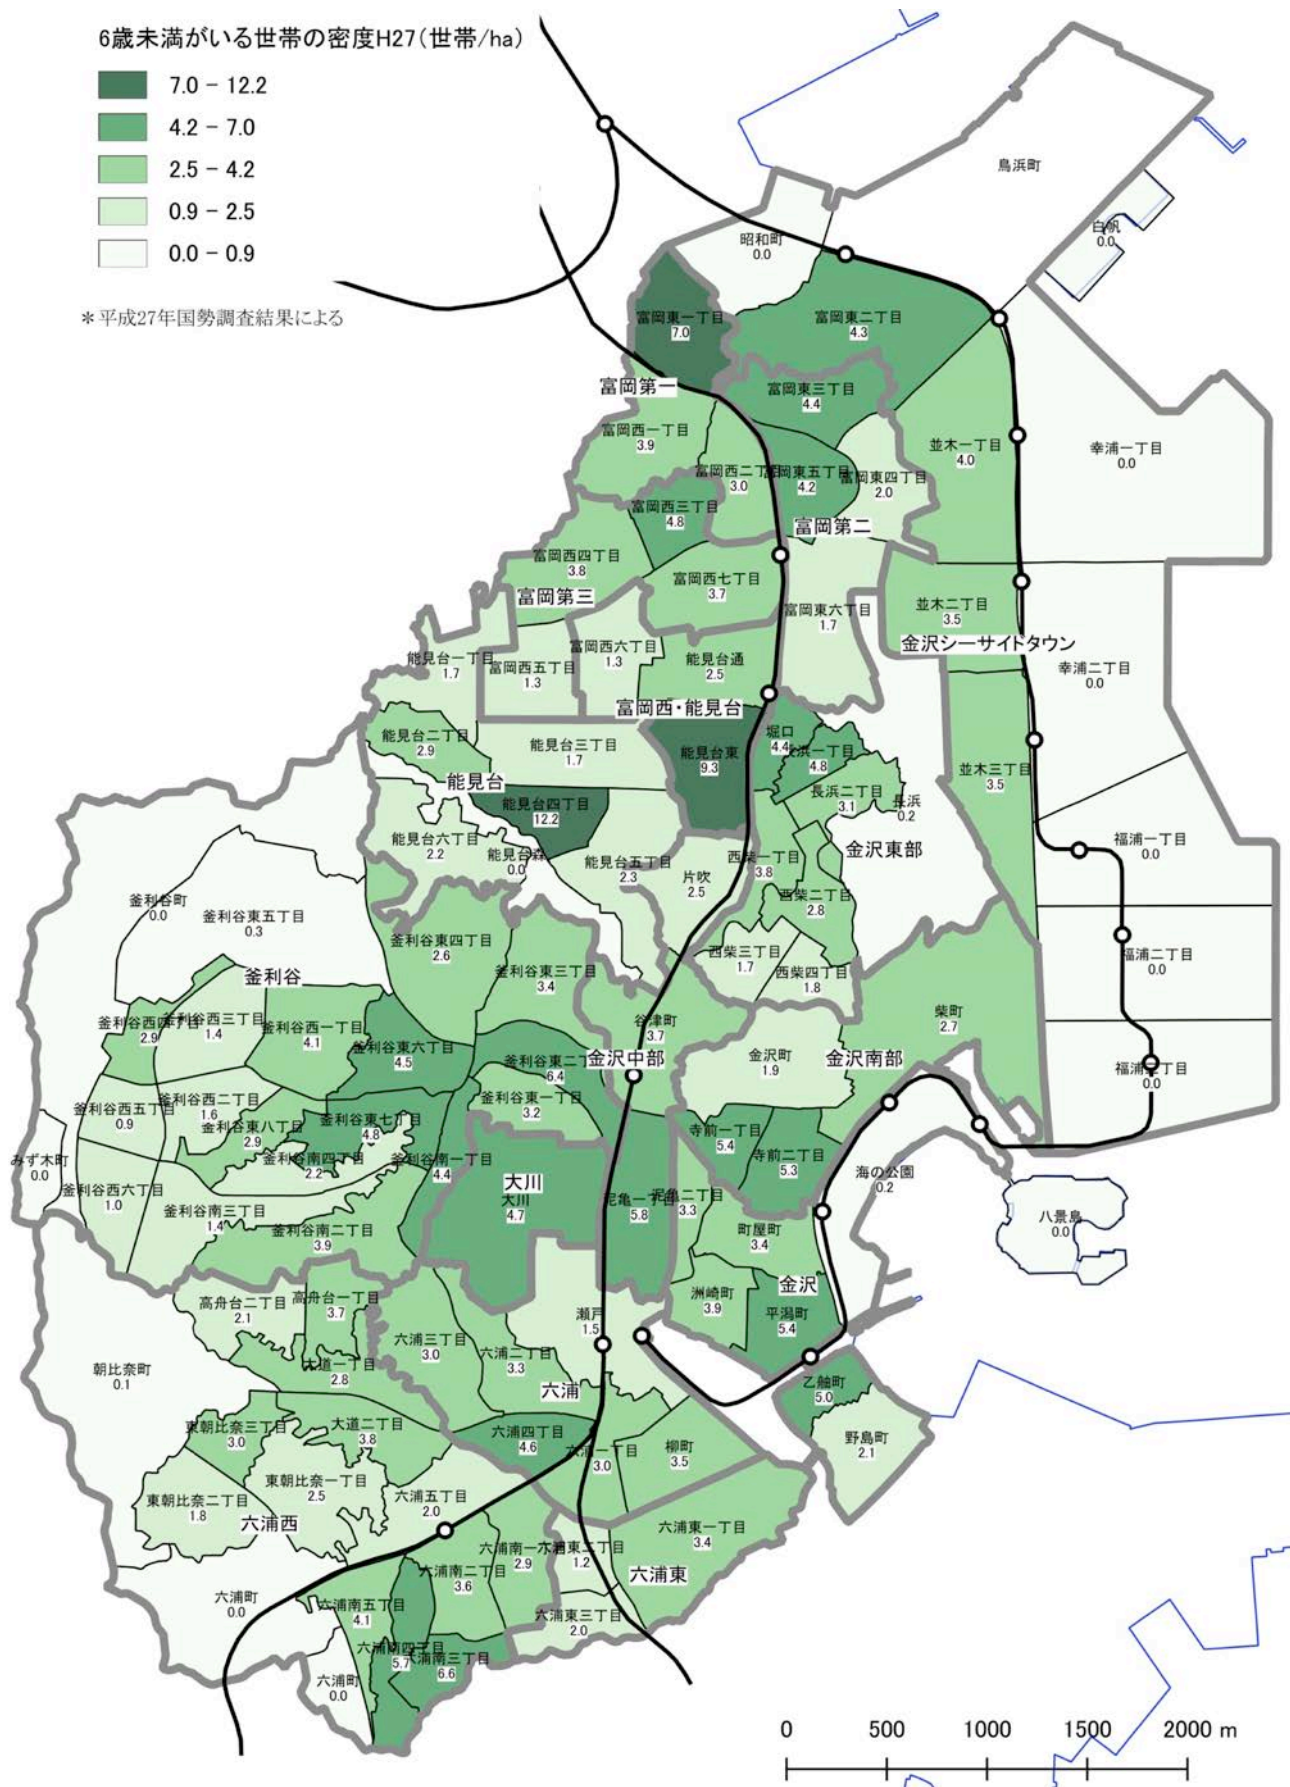 6歳未満がいる世帯の密度H27(世帯/ha)
7.0 - 12.2
4.2 - 7.0
2.5 - 4.2
0.9 - 2.5
0.0 - 0.9
＊平成27年国勢調査結果による
鳥浜町
白帆
0.0
昭和町
0.0
富岡東一丁目
7.0
富岡東二丁目
4.3
富岡第一
富岡東三丁目
4.4
富岡西一丁目
3.9
並木一丁目
4.0
幸浦一丁目
0.0
富岡西二丁目
3.0
富岡東五丁目
4.2
富岡東四丁目
2.0
富岡西三丁目
4.8
富岡第二
富岡西四丁目
3.8
富岡西七丁目
3.7
富岡第三
富岡東六丁目
1.7
並木二丁目
3.5
金沢シーサイドタウン
能見台一丁目
1.7
富岡西五丁目
1.3
富岡西六丁目
1.3
能見台通
2.5
幸浦二丁目
0.0
富岡西・能見台
能見台二丁目
2.9
能見台三丁目
1.7
能見台東
9.3
堀口
4.4
長浜一丁目
4.8
並木三丁目
3.5
能見台
長浜二丁目
3.1
長浜
0.2
能見台四丁目
12.2
能見台六丁目
2.2
能見台森
0.0
能見台五丁目
2.3
片吹
2.5
西柴一丁目
3.8
金沢東部
福浦一丁目
0.0
西柴二丁目
2.8
釜利谷町
0.0
釜利谷東五丁目
0.3
釜利谷東四丁目
2.6
釜利谷東三丁目
3.4
西柴三丁目
1.7
西柴四丁目
1.8
福浦二丁目
0.0
釜利谷
釜利谷西四丁目
2.9
釜利谷西三丁目
1.4
釜利谷西一丁目
4.1
釜利谷東六丁目
4.5
谷津町
3.7
柴町
2.7
釜利谷東二丁目
6.4
金沢中部
金沢町
1.9
金沢南部
福浦三丁目
0.0
釜利谷西五丁目
0.9
釜利谷西二丁目
1.6
釜利谷東一丁目
3.2
釜利谷東八丁目
2.9
釜利谷東七丁目
4.8
寺前一丁目
5.4
寺前二丁目
5.3
みず木町
0.0
釜利谷南四丁目
2.2
釜利谷南一丁目
4.4
大川
大川
4.7
海の公園
0.2
釜利谷西六丁目
1.0
釜利谷南三丁目
1.4
泥亀一丁目
5.8
泥亀二丁目
3.3
八景島
0.0
釜利谷南二丁目
3.9
町屋町
3.4
金沢
洲崎町
3.9
平潟町
5.4
高舟台二丁目
2.1
高舟台一丁目
3.7
瀬戸
1.5
朝比奈町
0.1
六浦三丁目
3.0
六浦二丁目
3.3
大道一丁目
2.8
六浦
乙舳町
5.0
東朝比奈三丁目
3.0
大道二丁目
3.8
六浦四丁目
4.6
六浦一丁目
3.0
柳町
3.5
野島町
2.1
東朝比奈一丁目
2.5
東朝比奈二丁目
1.8
六浦五丁目
2.0
六浦西
六浦東一丁目
3.4
六浦南一丁目
2.9
六浦東二丁目
1.2
六浦南二丁目
3.6
六浦東
六浦町
0.0
六浦南五丁目
4.1
六浦東三丁目
2.0
六浦南四丁目
5.7
六浦南三丁目
6.6
六浦町
0.0
0 500 1000 1500 2000 m